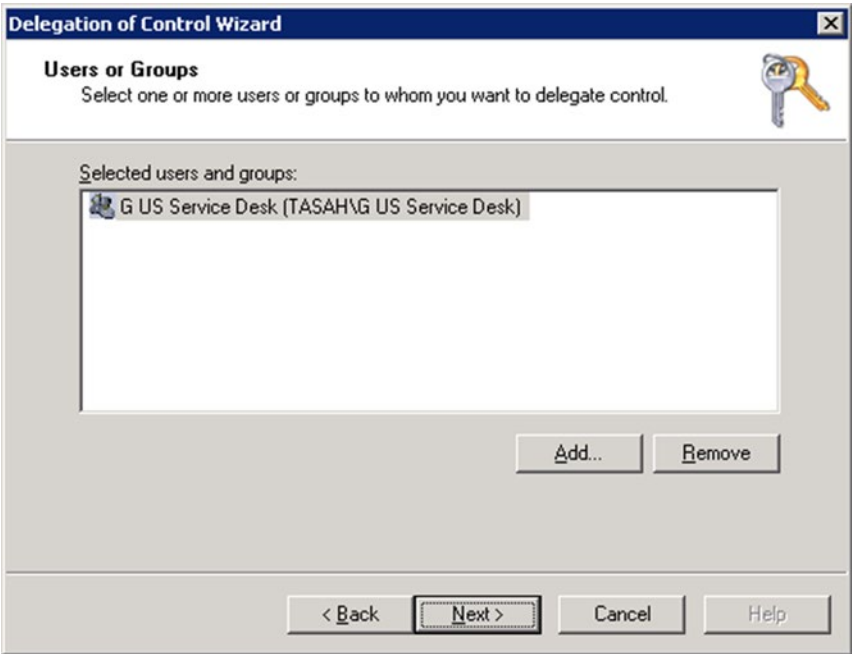 Delegation of Control Wizard
Users or Groups
Select one or more users or groups to whom you want to delegate control.
Selected users and groups:
G US Service Desk (TASAH\G US Service Desk)
Add... Remove
< Back Next > Cancel Help